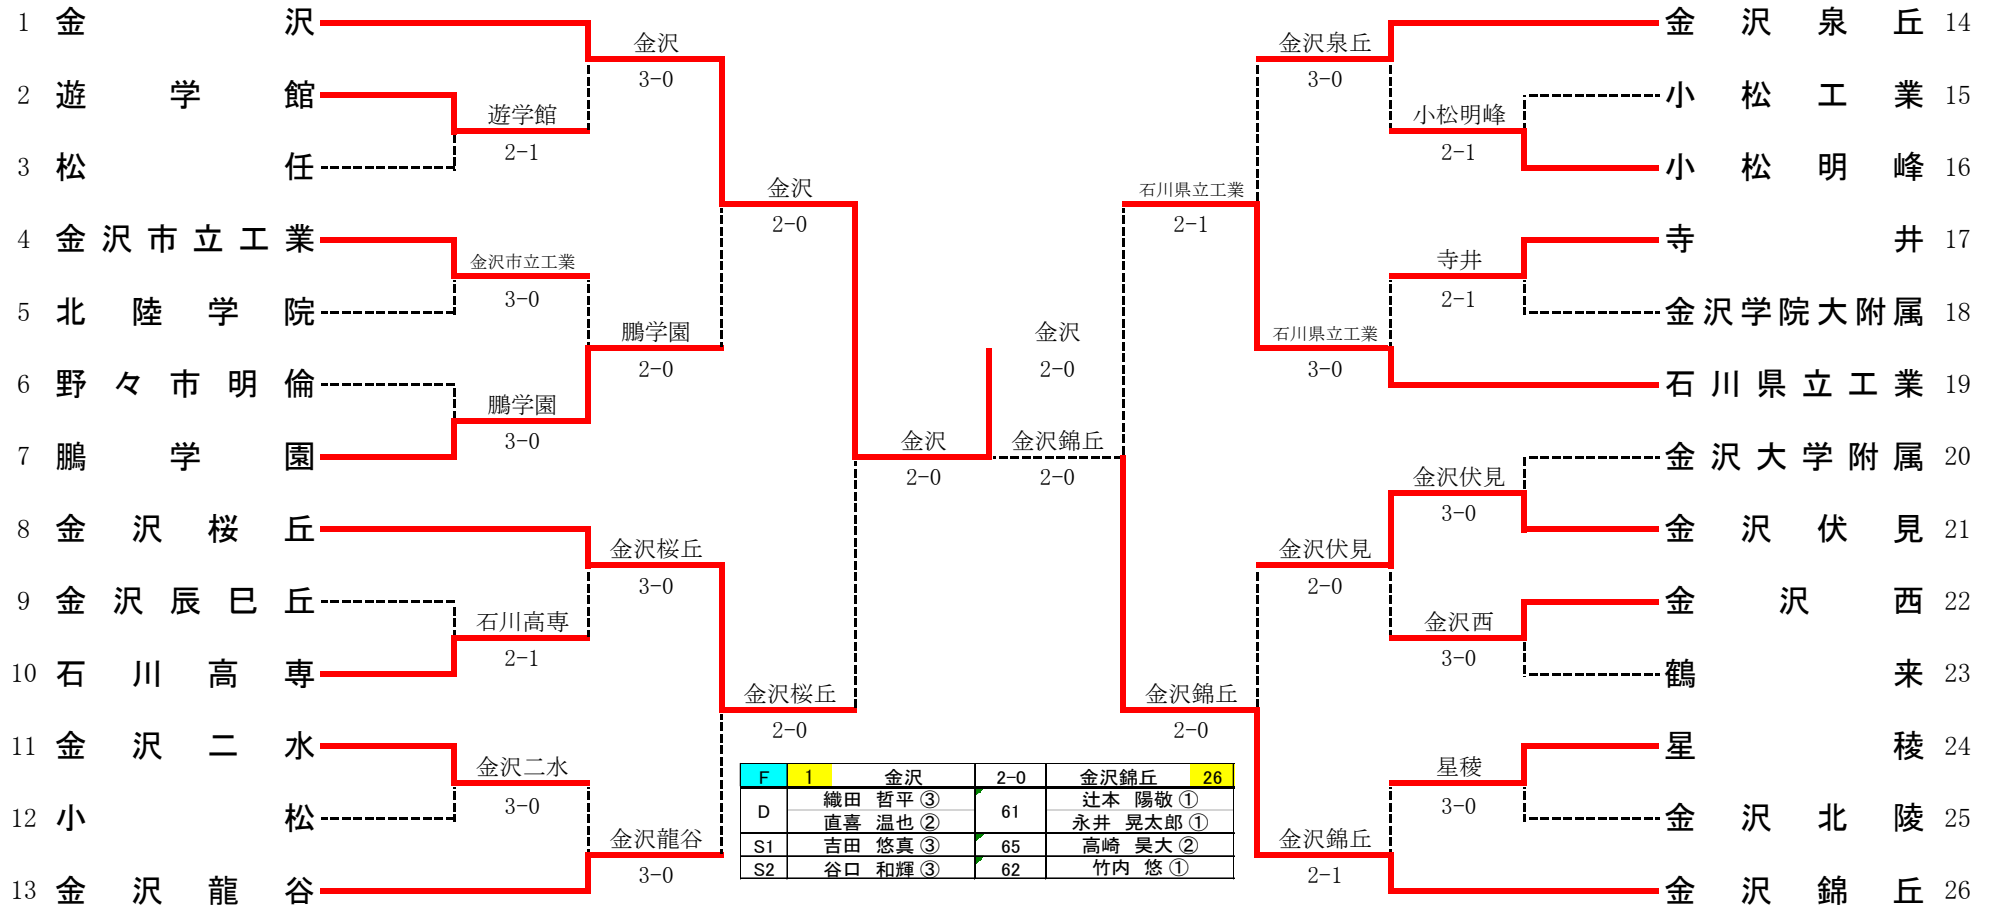 1 金沢
2 遊学館
3 松任
4 金沢市立工業
5 北陸学院
6 野々市明倫
7 鵬学園
8 金沢桜丘
9 金沢辰巳丘
10 石川高専
11 金沢二水
12 小松
13 金沢龍谷
遊学館
2-1
金沢市立工業
3-0
鵬学園
3-0
石川高専
2-1
金沢二水
3-0
金沢
3-0
鵬学園
2-0
金沢桜丘
3-0
金沢龍谷
3-0
金沢
2-0
金沢桜丘
2-0
金沢
2-0
金沢
2-0
金沢錦丘
2-0
石川県立工業
2-1
金沢錦丘
2-0
金沢泉丘
3-0
石川県立工業
3-0
金沢伏見
2-0
金沢錦丘
2-1
小松明峰
2-1
寺井
2-1
金沢伏見
3-0
金沢西
3-0
星稜
3-0
金沢泉丘 14
小松工業 15
小松明峰 16
寺井 17
金沢学院大附属 18
石川県立工業 19
金沢大学附属 20
金沢伏見 21
金沢西 22
鶴来 23
星稜 24
金沢北陵 25
金沢錦丘 26
F 1 金沢 2-0 金沢錦丘 26
D 織田 哲平③ 61 辻本 陽敬①
直喜 温也② 永井 晃太郎①
S1 吉田 悠真③ 65 高崎 昊大②
S2 谷口 和輝③ 62 竹内 悠①